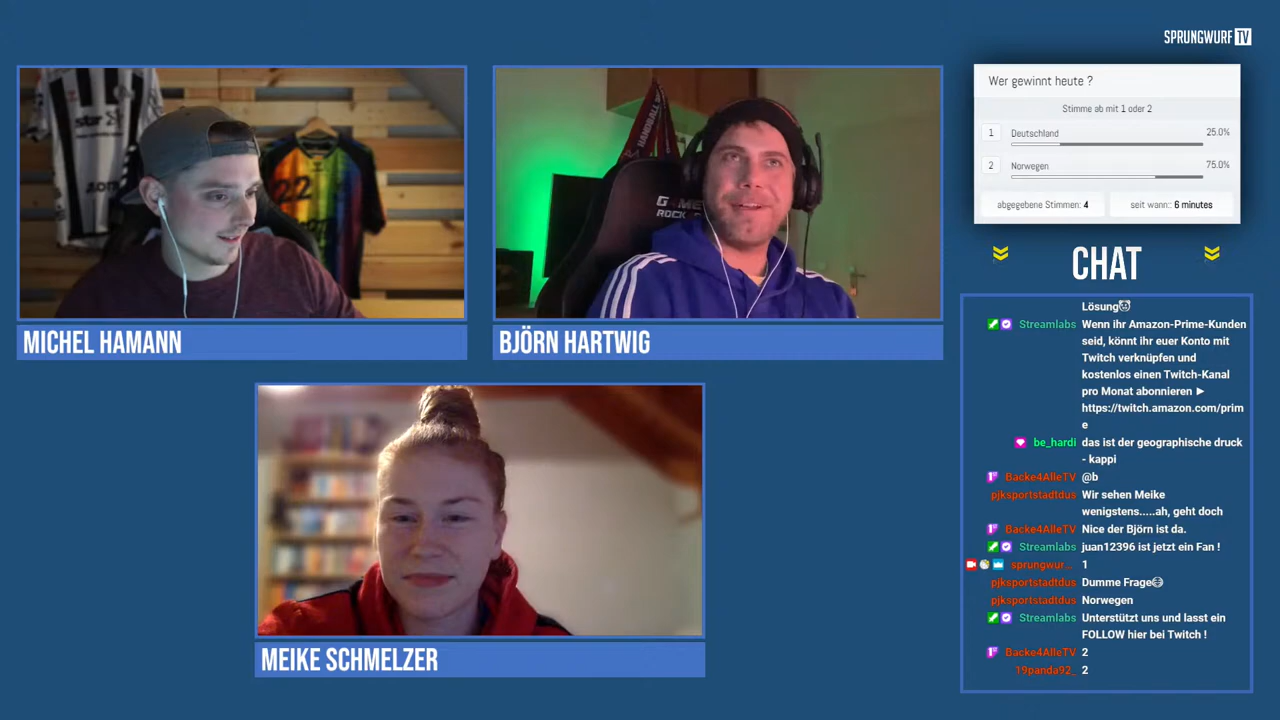 SPRUNGWURF TV
Wer gewinnt heute ?
Stimme ab mit 1 oder 2
1 Deutschland 25.0%
2 Norwegen 75.0%
abgegebene Stimmen: 4 seit wann:: 6 minutes
HANDBALL
22
MICHEL HAMANN
BJÖRN HARTWIG
MEIKE SCHMELZER
CHAT
Lösung
Streamlabs Wenn ihr Amazon-Prime-Kunden
seid, könnt ihr euer Konto mit
Twitch verknüpfen und
kostenlos einen Twitch-Kanal
pro Monat abonnieren ►
https://twitch.amazon.com/prim
e
be_hardi das ist der geographische druck
- kappi
Backe4AlleTV @b
pjksportstadtdus Wir sehen Meike
wenigstens.....ah, geht doch
Backe4AlleTV Nice der Björn ist da.
Streamlabs juan12396 ist jetzt ein Fan !
sprungwur... 1
pjksportstadtdus Dumme Frage😂
pjksportstadtdus Norwegen
Streamlabs Unterstützt uns und lasst ein
FOLLOW hier bei Twitch !
Backe4AlleTV 2
19panda92_ 2